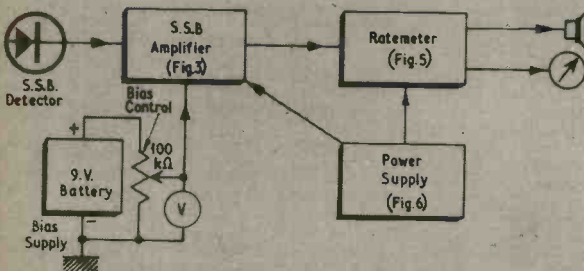 S.S.B.
Detector
S.S.B
Amplifier
(Fig.3)
Ratemeter
(Fig.5)
Bias
Control
100
kΩ
+
9.V.
Battery
-
Bias
Supply
V
Power
Supply
(Fig.6)